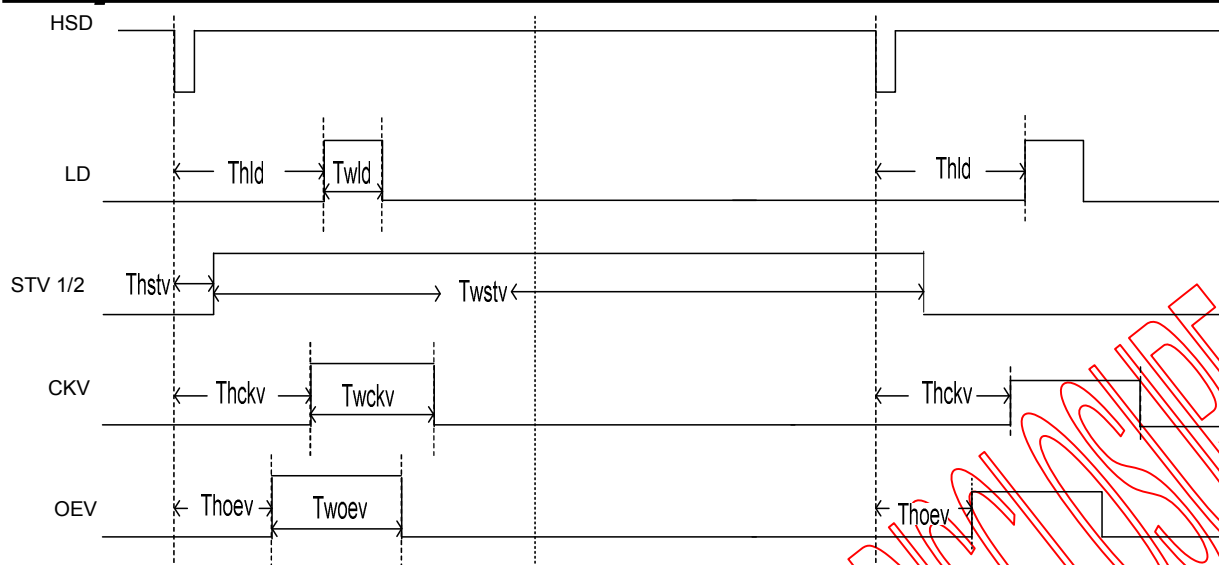 HSD
LD
Thld
Twld
Thld
STV 1/2
Thstv
Twstv
CKV
Thckv
Twckv
Thckv
OEV
Thoev
Twoev
Thoev